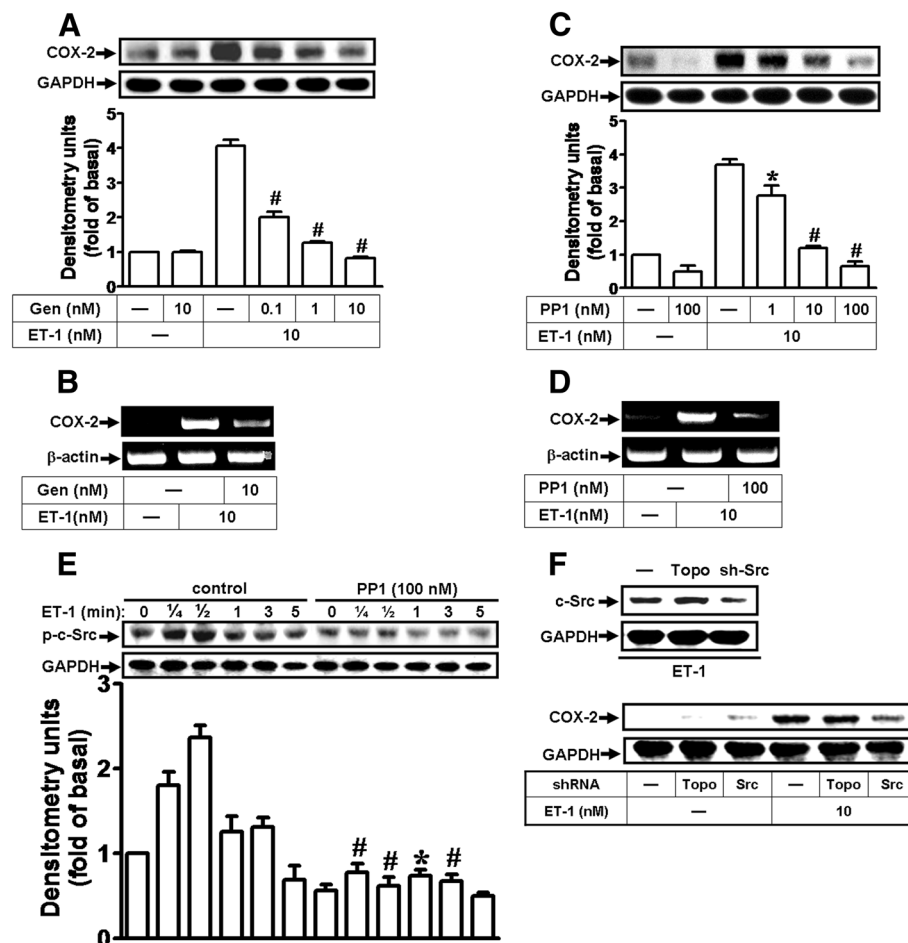 A
COX-2
GAPDH
Densitometry units
(fold of basal)
5
4
3
2
1
0
# # #
Gen (nM) — 10 — 0.1 1 10
ET-1 (nM) — 10
B
COX-2
β-actin
Gen (nM) — 10
ET-1(nM) — 10
C
COX-2
GAPDH
Densitometry units
(fold of basal)
5
4
3
2
1
0
* # #
PP1 (nM) — 100 — 1 10 100
ET-1 (nM) — 10
D
COX-2
β-actin
PP1 (nM) — 100
ET-1(nM) — 10
E
control PP1 (100 nM)
ET-1 (min): 0 ¼ ½ 1 3 5 0 ¼ ½ 1 3 5
p-c-Src
GAPDH
Densitometry units
(fold of basal)
3
2
1
0
# # * #
F
— Topo sh-Src
c-Src
GAPDH
ET-1
COX-2
GAPDH
shRNA — Topo Src — Topo Src
ET-1 (nM) — 10